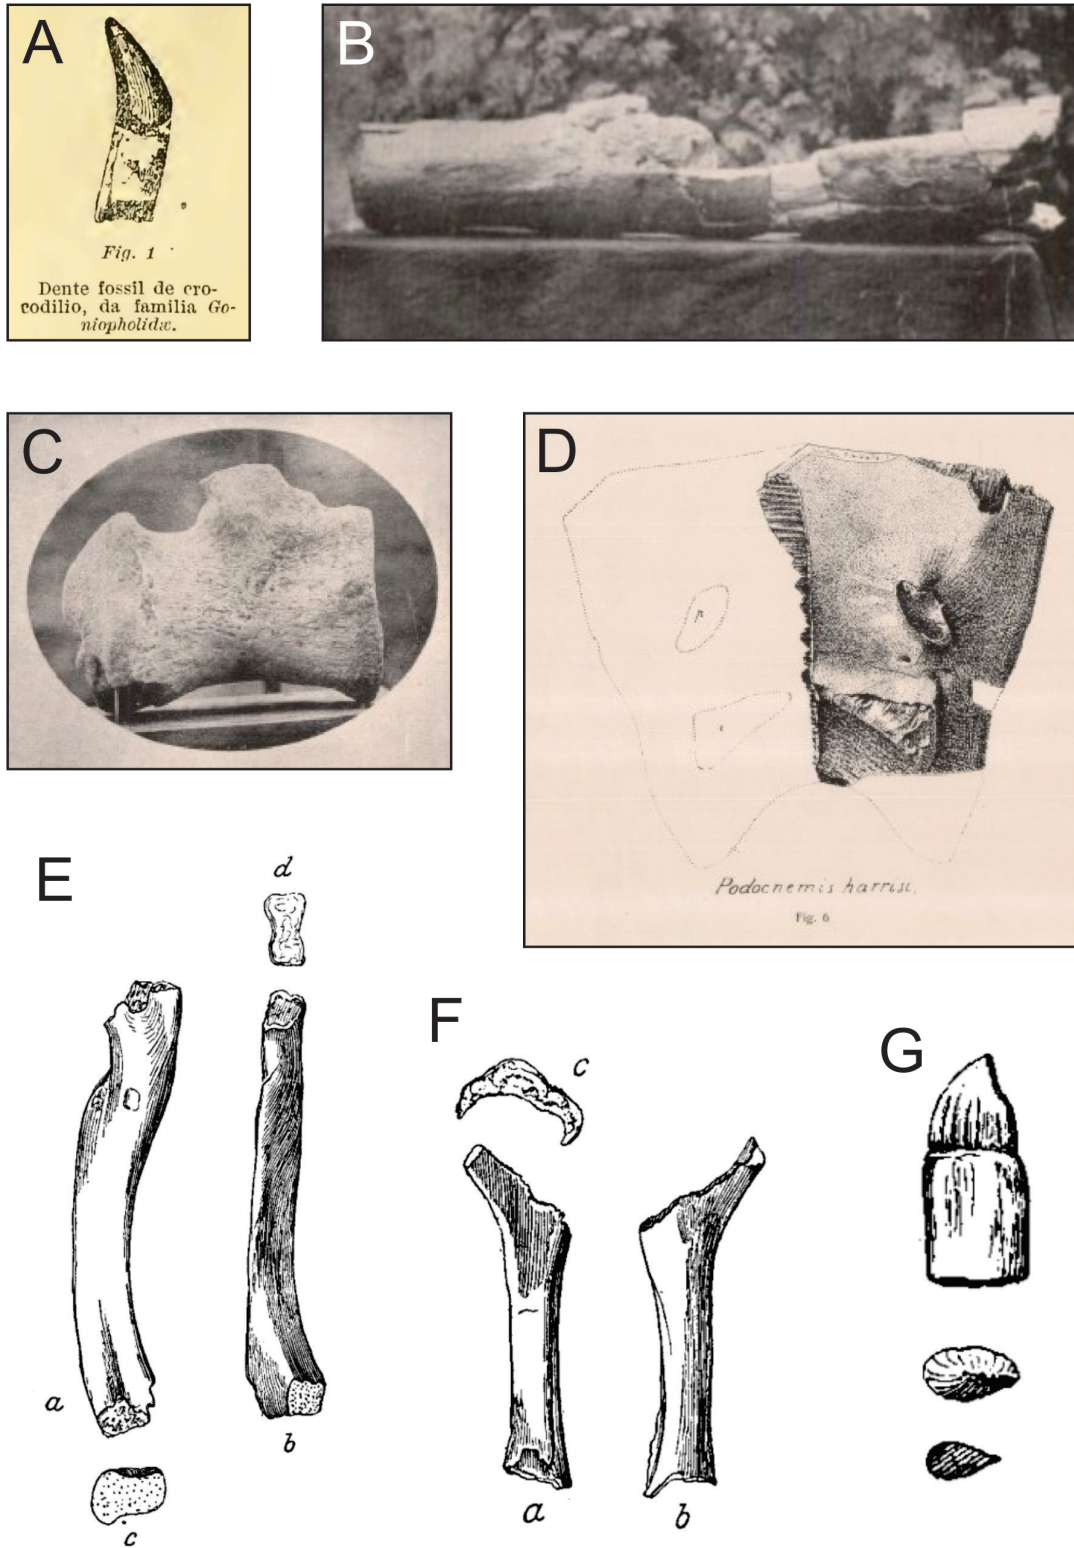 A
B
Fig. 1
Dente fossil de cro-
codilio, da familia Go-
niopholidæ.
C
D
p
Podocnemis harrisi.
Fig. 6
E
d
a
b
c
F
c
a
b
G